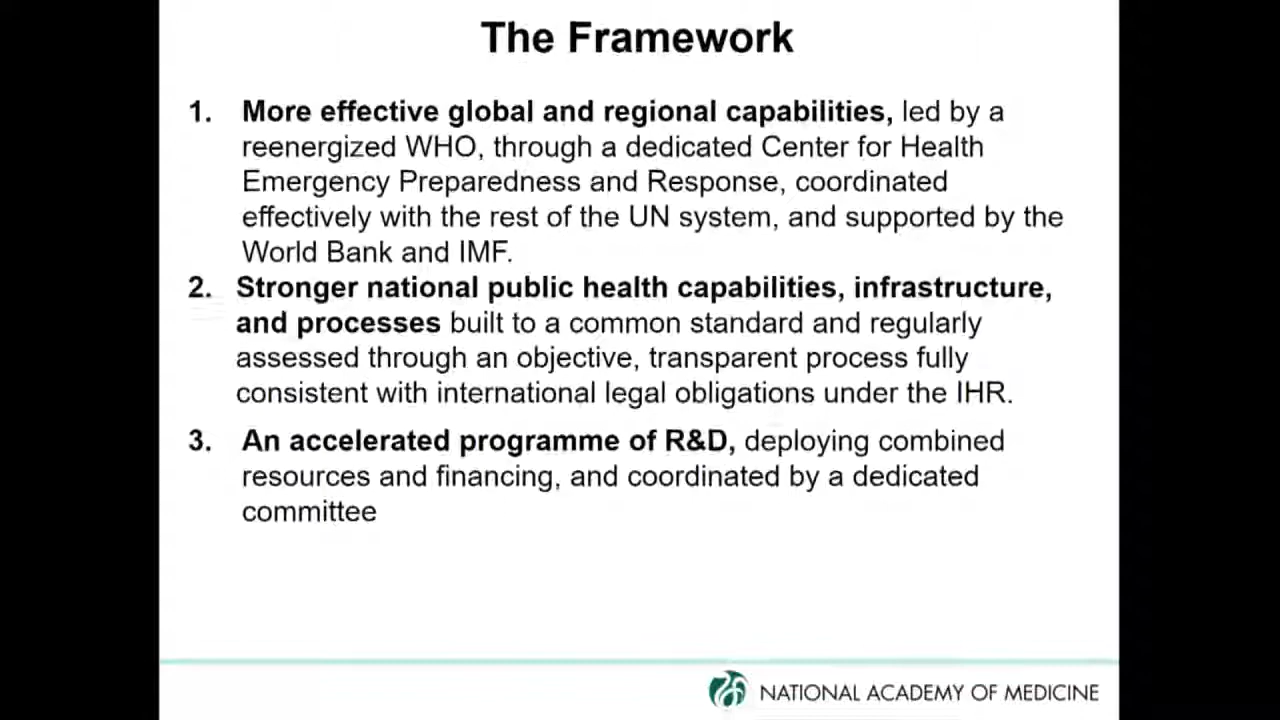 The Framework
1. More effective global and regional capabilities, led by a
reenergized WHO, through a dedicated Center for Health
Emergency Preparedness and Response, coordinated
effectively with the rest of the UN system, and supported by the
World Bank and IMF.
2. Stronger national public health capabilities, infrastructure,
and processes built to a common standard and regularly
assessed through an objective, transparent process fully
consistent with international legal obligations under the IHR.
3. An accelerated programme of R&D, deploying combined
resources and financing, and coordinated by a dedicated
committee
NATIONAL ACADEMY OF MEDICINE